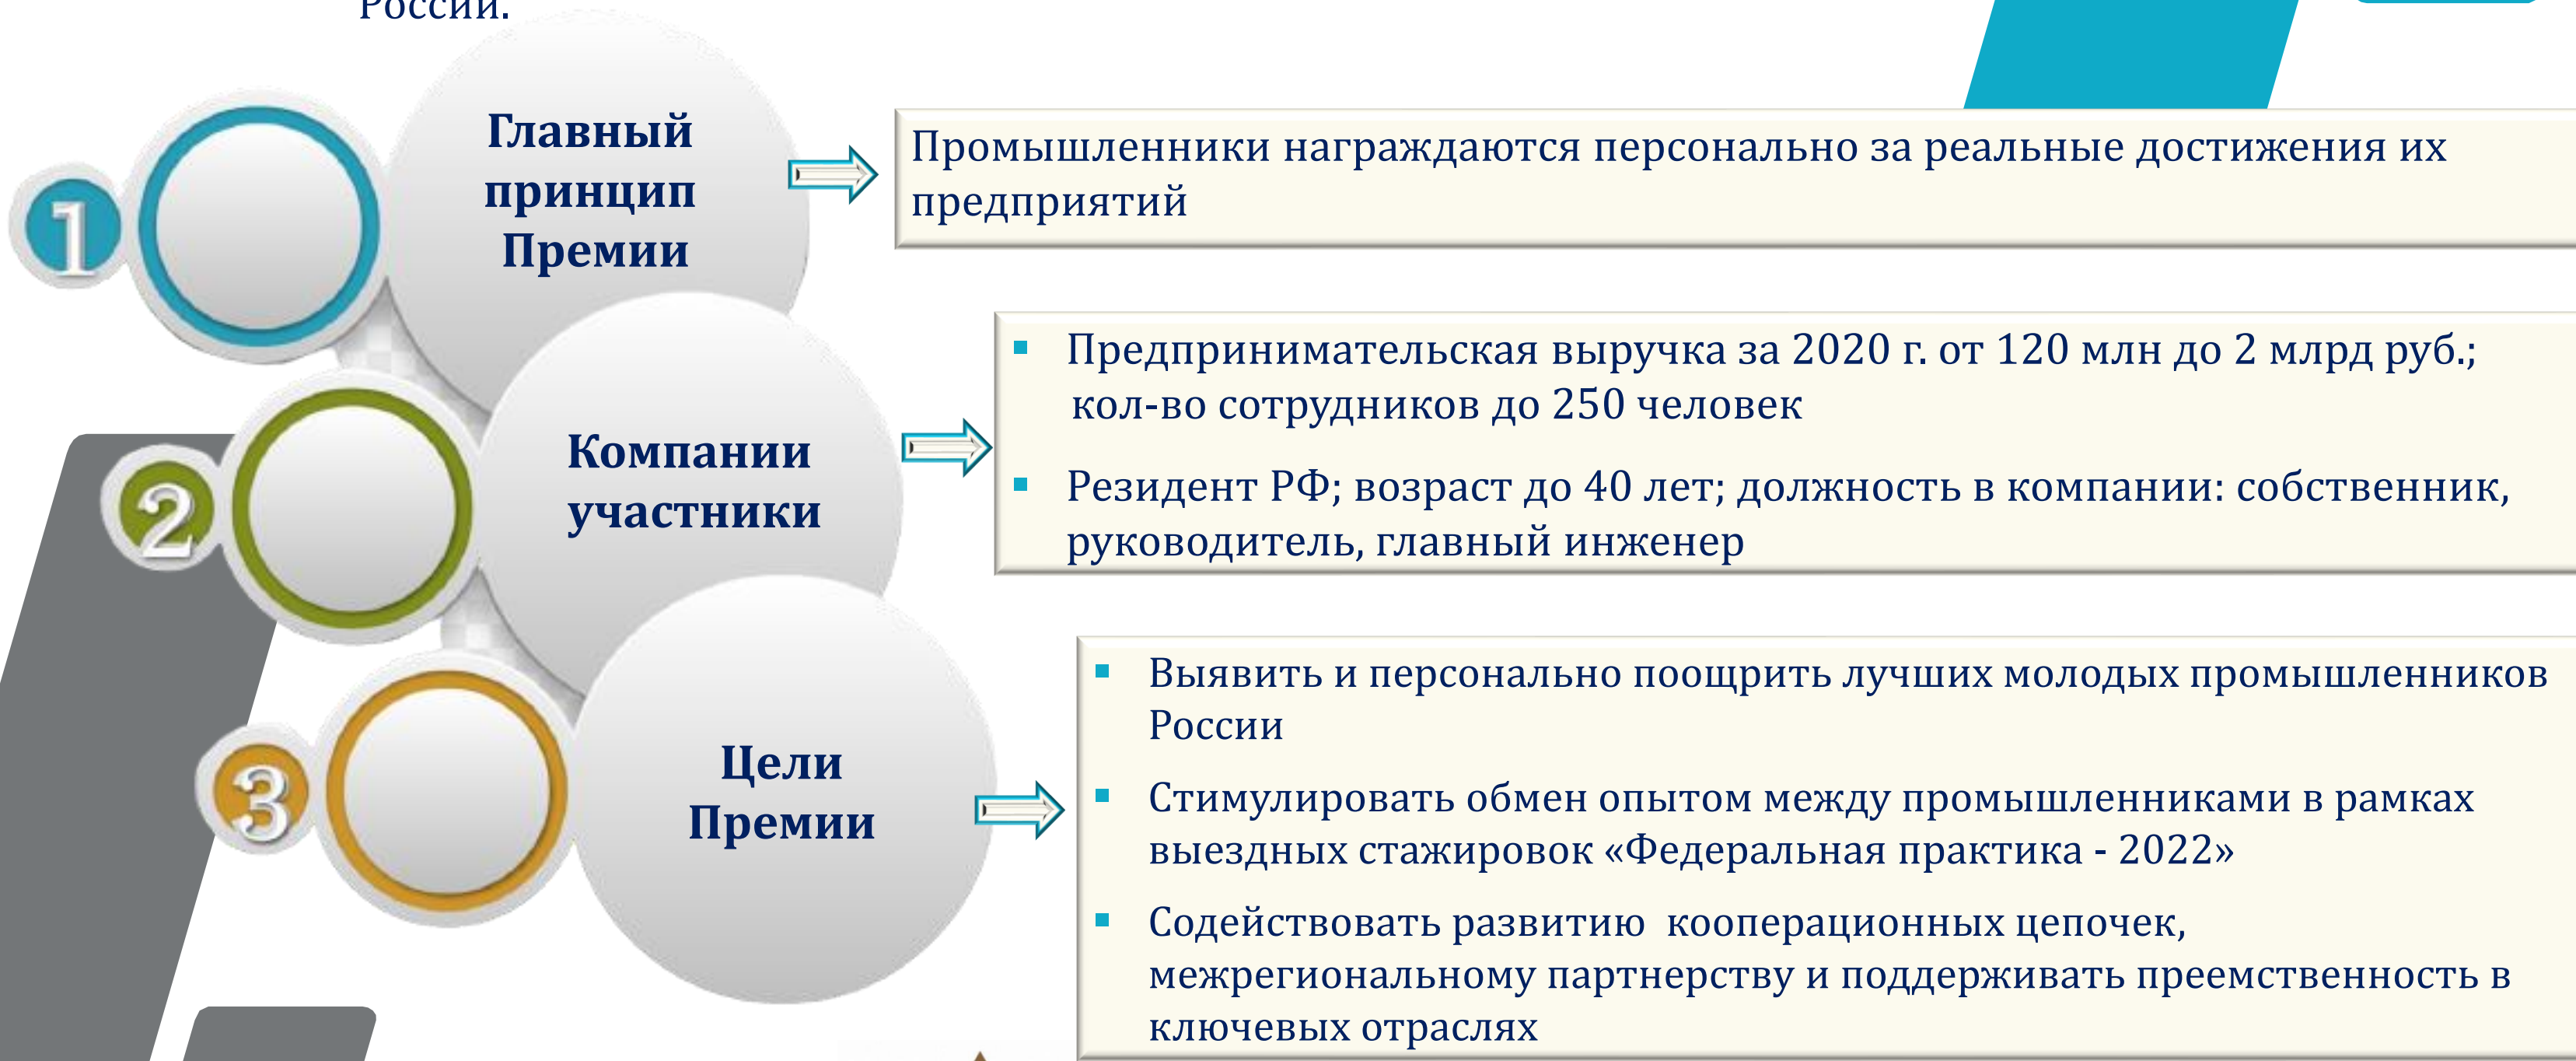 России.
1
Главный
принцип
Премии
Промышленники награждаются персонально за реальные достижения их
предприятий
2
Компании
участники
▪ Предпринимательская выручка за 2020 г. от 120 млн до 2 млрд руб.;
кол-во сотрудников до 250 человек
▪ Резидент РФ; возраст до 40 лет; должность в компании: собственник,
руководитель, главный инженер
3
Цели
Премии
▪ Выявить и персонально поощрить лучших молодых промышленников
России
▪ Стимулировать обмен опытом между промышленниками в рамках
выездных стажировок «Федеральная практика - 2022»
▪ Содействовать развитию  кооперационных цепочек,
межрегиональному партнерству и поддерживать преемственность в
ключевых отраслях